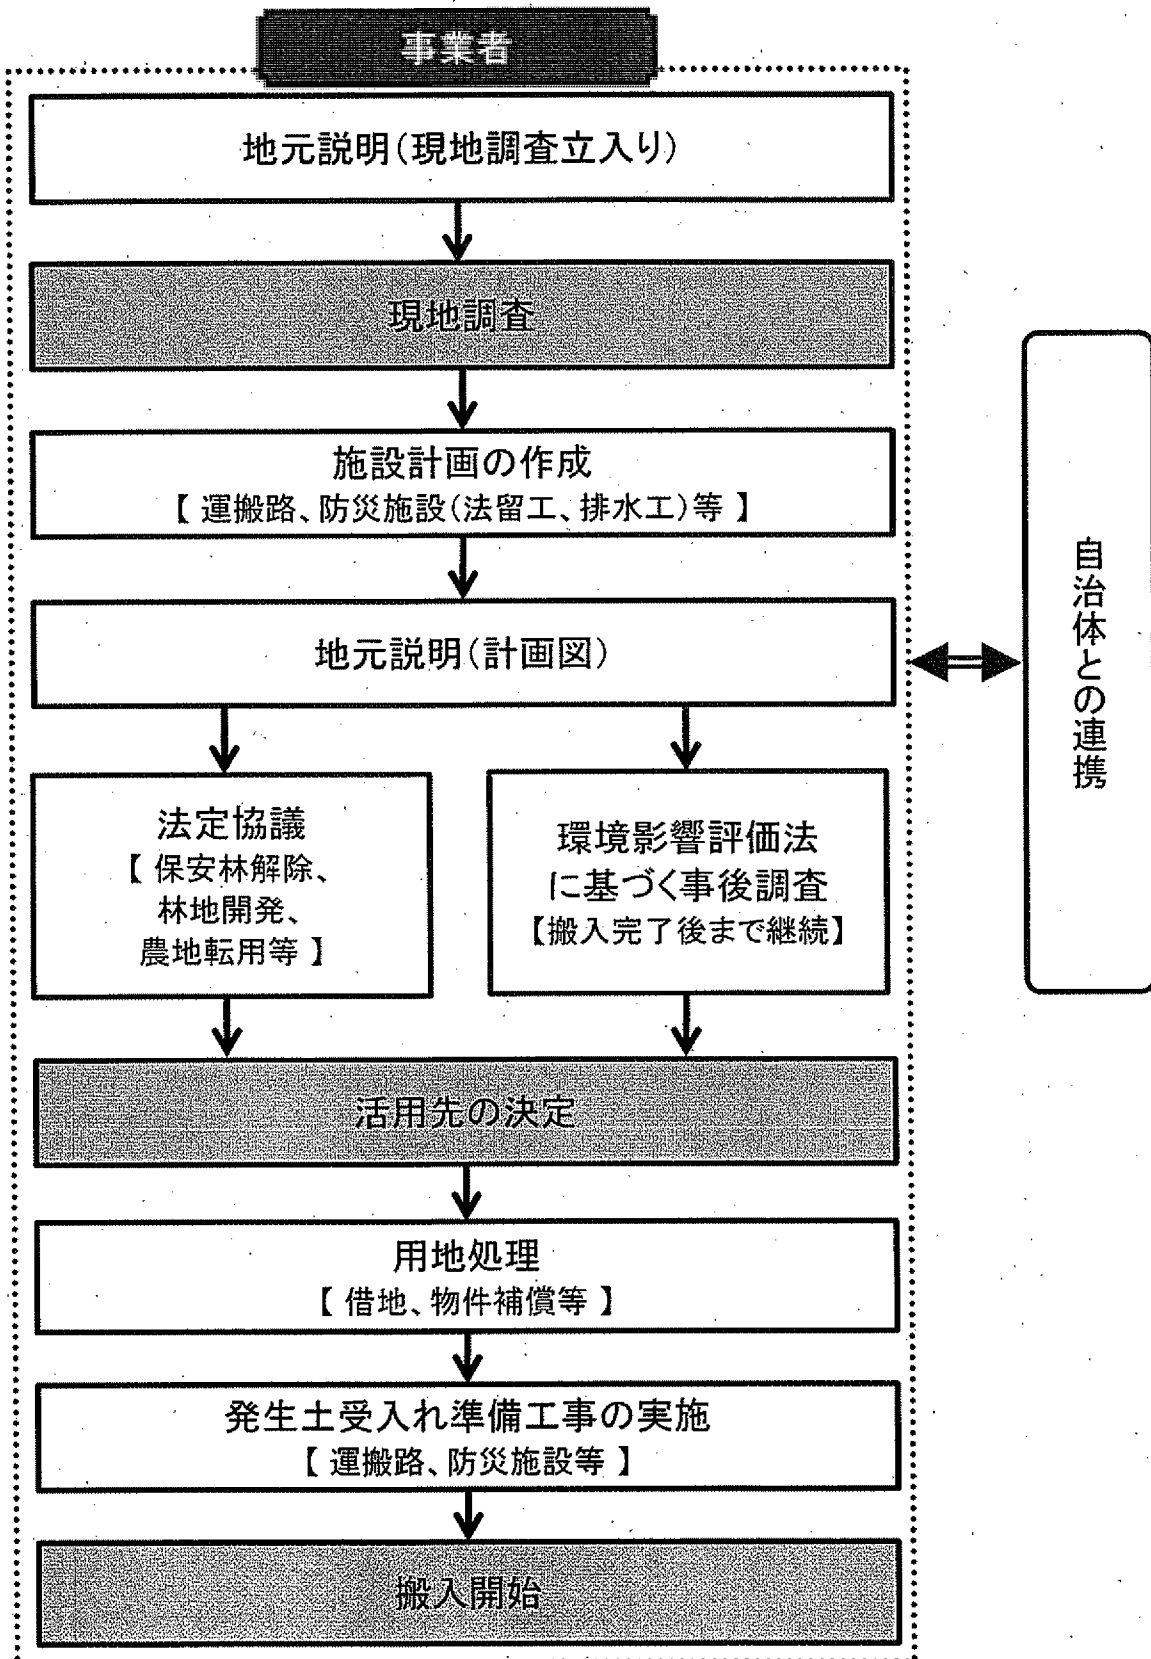 事業者
地元説明(現地調査立入り)
現地調査
施設計画の作成
【 運搬路、防災施設(法留工、排水工)等 】
地元説明(計画図)
法定協議
【 保安林解除、
林地開発、
農地転用等 】
環境影響評価法
に基づく事後調査
【搬入完了後まで継続】
活用先の決定
用地処理
【 借地、物件補償等 】
発生土受入れ準備工事の実施
【 運搬路、防災施設等 】
搬入開始
自治体との連携